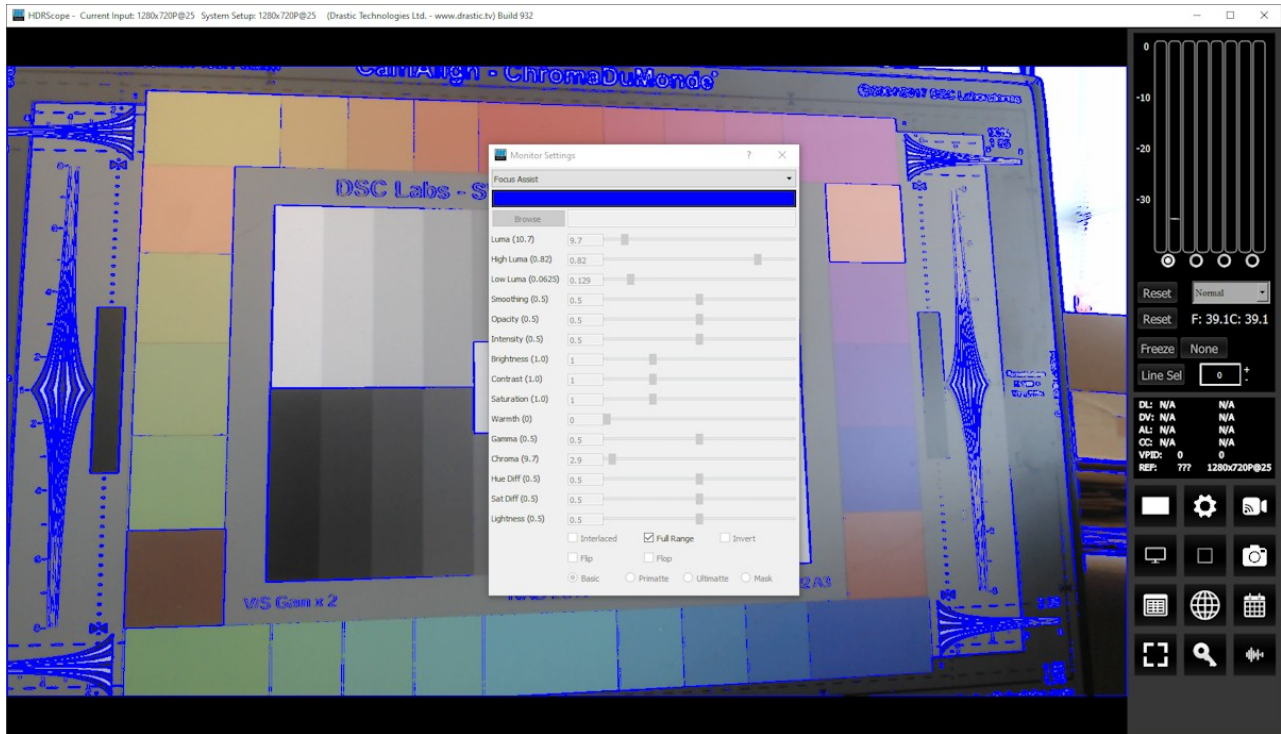 HDRScope - Current Input: 1280x720P@25 System Setup: 1280x720P@25 (Drastic Technologies Ltd. - www.drastic.tv) Build 932
CamAlign - ChromaDuMonde
DSC Labs - S
Monitor Settings
Focus Assist
Browse
Luma (10.7) 9.7
High Luma (0.82) 0.82
Low Luma (0.0625) 0.129
Smoothing (0.5) 0.5
Opacity (0.5) 0.5
Intensity (0.5) 0.5
Brightness (1.0) 1
Contrast (1.0) 1
Saturation (1.0) 1
Warmth (0) 0
Gamma (0.5) 0.5
Chroma (9.7) 2.9
Hue Diff (0.5) 0.5
Sat Diff (0.5) 0.5
Lightness (0.5) 0.5
Interlaced Full Range Invert
Flip Flop
Basic Primatte Ultimatte Mask
V/S Gam x 2
0
-10
-20
-30
Reset Normal
Reset F: 39.1C: 39.1
Freeze None
Line Sel 0 + -
DL: N/A N/A
DV: N/A N/A
AL: N/A N/A
CC: N/A N/A
VPID: 0 0
REF: ??? 1280x720P@25